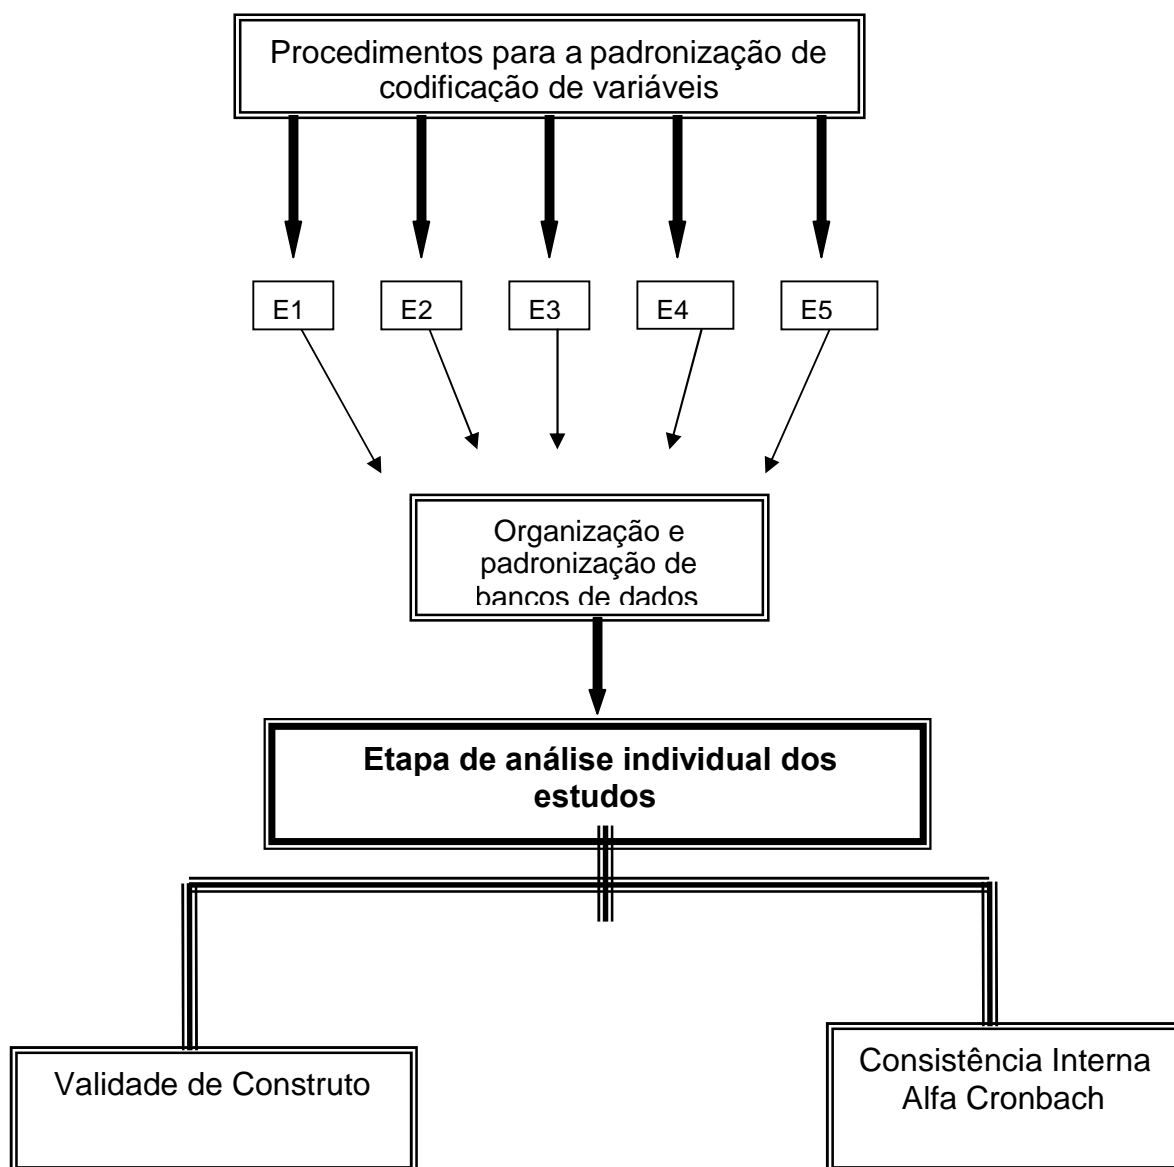 Procedimentos para a padronização de
codificação de variáveis
E1
E2
E3
E4
E5
Organização e
padronização de
bancos de dados
Etapa de análise individual dos
estudos
Validade de Construto
Consistência Interna
Alfa Cronbach